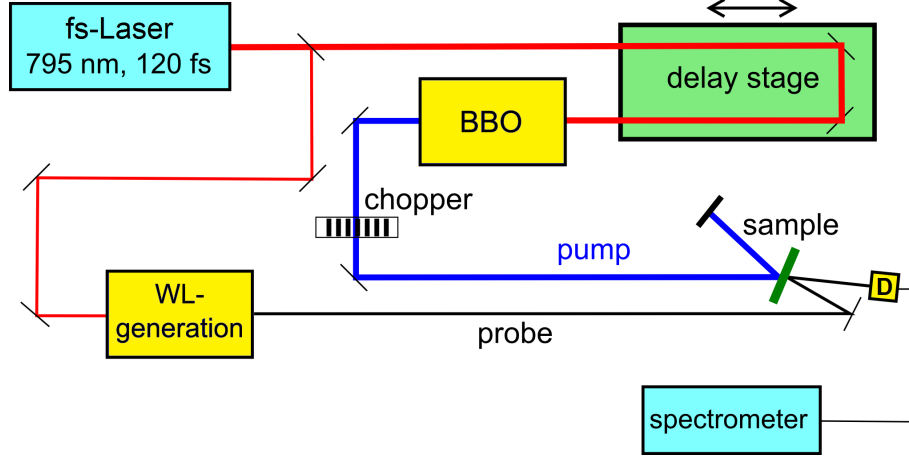 fs-Laser
795 nm, 120 fs
delay stage
BBO
chopper
sample
pump
D
WL-
generation
probe
spectrometer